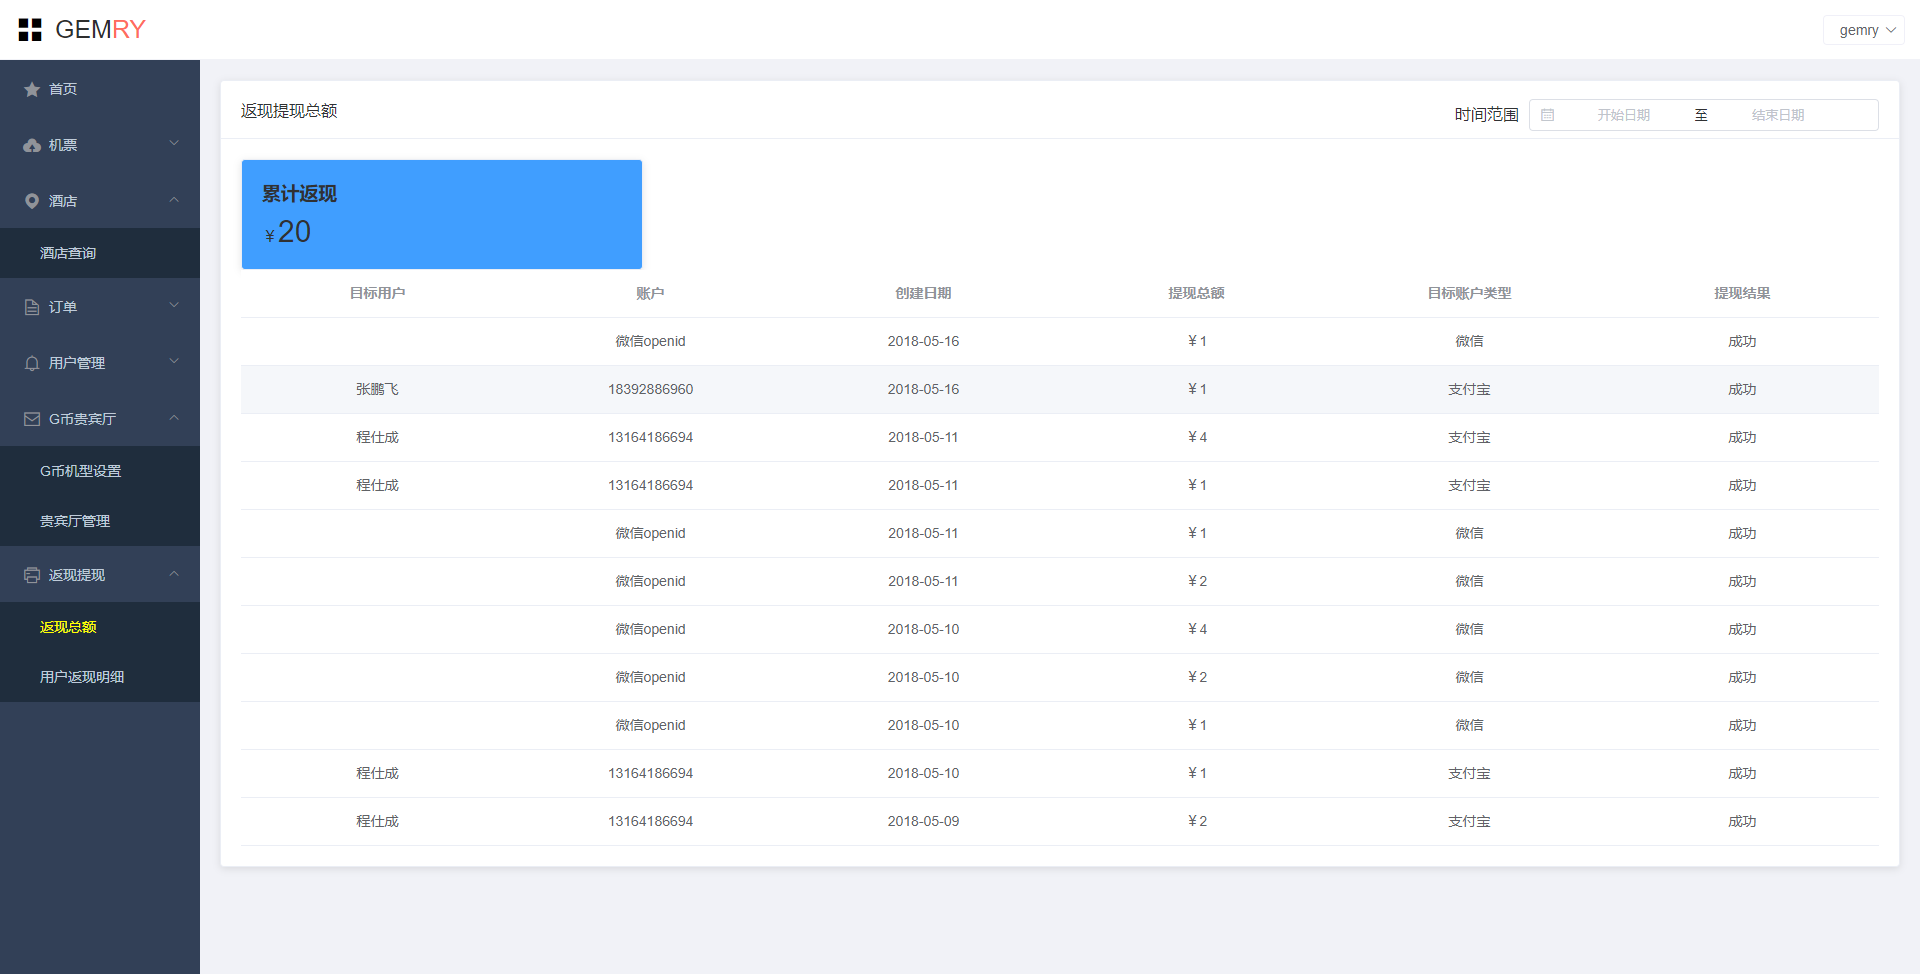 GEMRY
gemry
首页
机票
酒店
酒店查询
订单
用户管理
G币贵宾厅
G币机型设置
贵宾厅管理
返现提现
返现总额
用户返现明细
返现提现总额
时间范围 开始日期 至 结束日期
累计返现
¥20
目标用户 账户 创建日期 提现总额 目标账户类型 提现结果
微信openid 2018-05-16 ¥1 微信 成功
张鹏飞 18392886960 2018-05-16 ¥1 支付宝 成功
程仕成 13164186694 2018-05-11 ¥4 支付宝 成功
程仕成 13164186694 2018-05-11 ¥1 支付宝 成功
微信openid 2018-05-11 ¥1 微信 成功
微信openid 2018-05-11 ¥2 微信 成功
微信openid 2018-05-10 ¥4 微信 成功
微信openid 2018-05-10 ¥2 微信 成功
微信openid 2018-05-10 ¥1 微信 成功
程仕成 13164186694 2018-05-10 ¥1 支付宝 成功
程仕成 13164186694 2018-05-09 ¥2 支付宝 成功